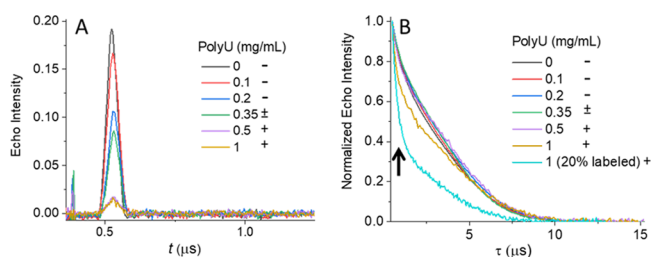 A
Echo Intensity
0.20
0.15
0.10
0.05
0.00
PolyU (mg/mL)
0 -
0.1 -
0.2 -
0.35 ±
0.5 +
1 +
0.5 1.0
t (μs)
B
Normalized Echo Intensity
1.0
0.8
0.6
0.4
0.2
0.0
PolyU (mg/mL)
0 -
0.1 -
0.2 -
0.35 ±
0.5 +
1 +
1 (20% labeled) +
5 10 15
τ (μs)